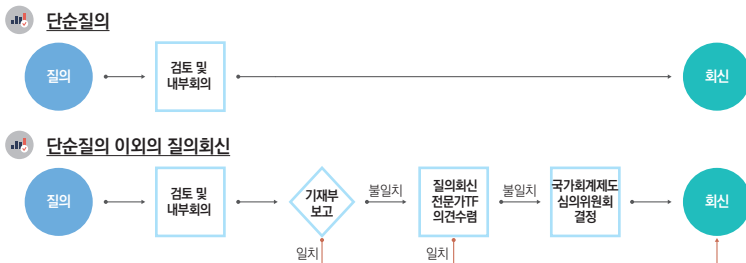 단순질의
질의
검토 및
내부회의
회신
단순질의 이외의 질의회신
질의
검토 및
내부회의
기재부
보고
불일치
질의회신
전문가TF
의견수렴
불일치
국가회계제도
심의위원회
결정
회신
일치
일치